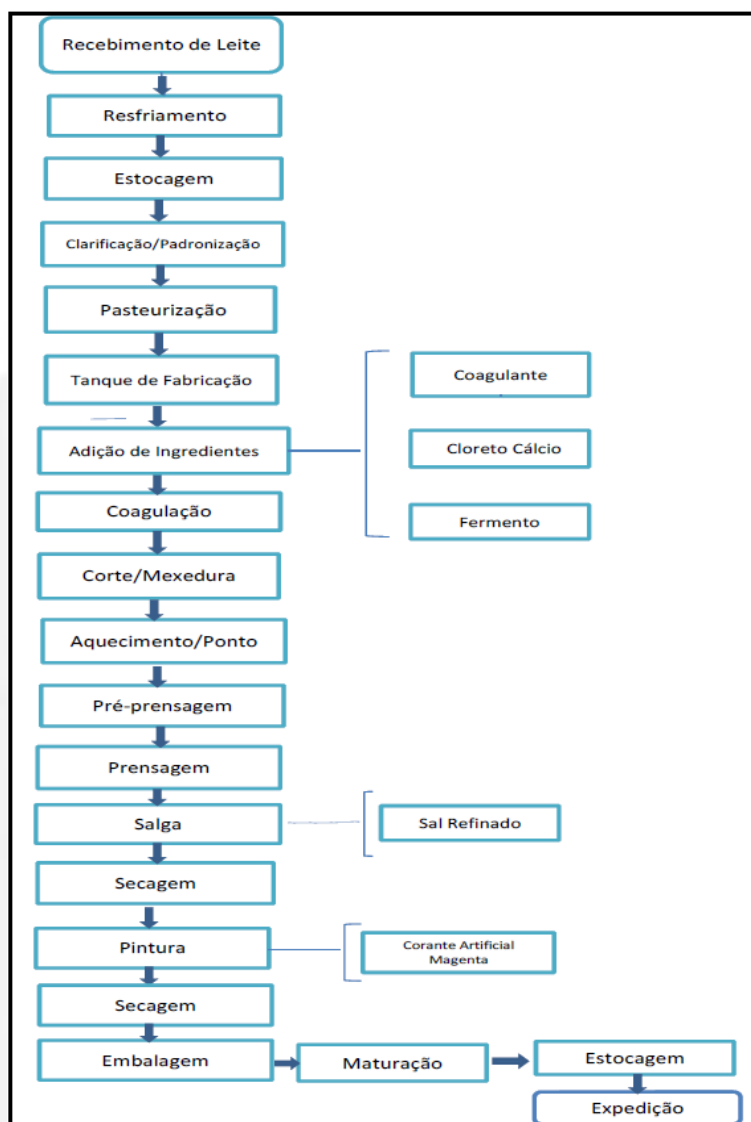 Recebimento de Leite
Resfriamento
Estocagem
Clarificação/Padronização
Pasteurização
Tanque de Fabricação
Adição de Ingredientes
Coagulante
Cloreto Cálcio
Fermento
Coagulação
Corte/Mexedura
Aquecimento/Ponto
Pré-prensagem
Prensagem
Salga
Sal Refinado
Secagem
Pintura
Corante Artificial
Magenta
Secagem
Embalagem
Maturação
Estocagem
Expedição